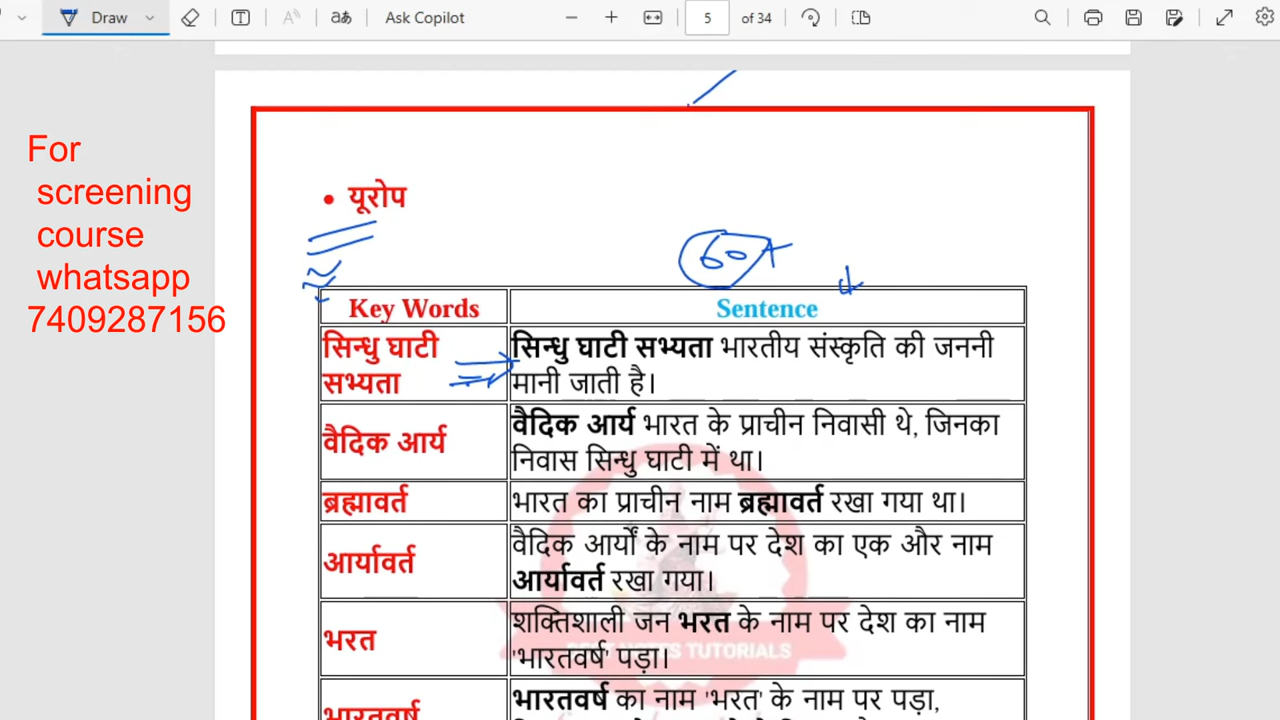 Draw
Ask Copilot
5 of 34
For
screening
course
whatsapp
7409287156
• यूरोप
60+
Key Words Sentence
सिन्धु घाटी सभ्यता
सिन्धु घाटी सभ्यता भारतीय संस्कृति की जननी
मानी जाती है।
वैदिक आर्य
वैदिक आर्य भारत के प्राचीन निवासी थे, जिनका
निवास सिन्धु घाटी में था।
ब्रह्मावर्त
भारत का प्राचीन नाम ब्रह्मावर्त रखा गया था।
आर्यावर्त
वैदिक आर्यों के नाम पर देश का एक और नाम
आर्यावर्त रखा गया।
भरत
शक्तिशाली जन भरत के नाम पर देश का नाम
'भारतवर्ष' पड़ा।
भारतवर्ष
भारतवर्ष का नाम 'भरत' के नाम पर पड़ा,
TUTORIALS